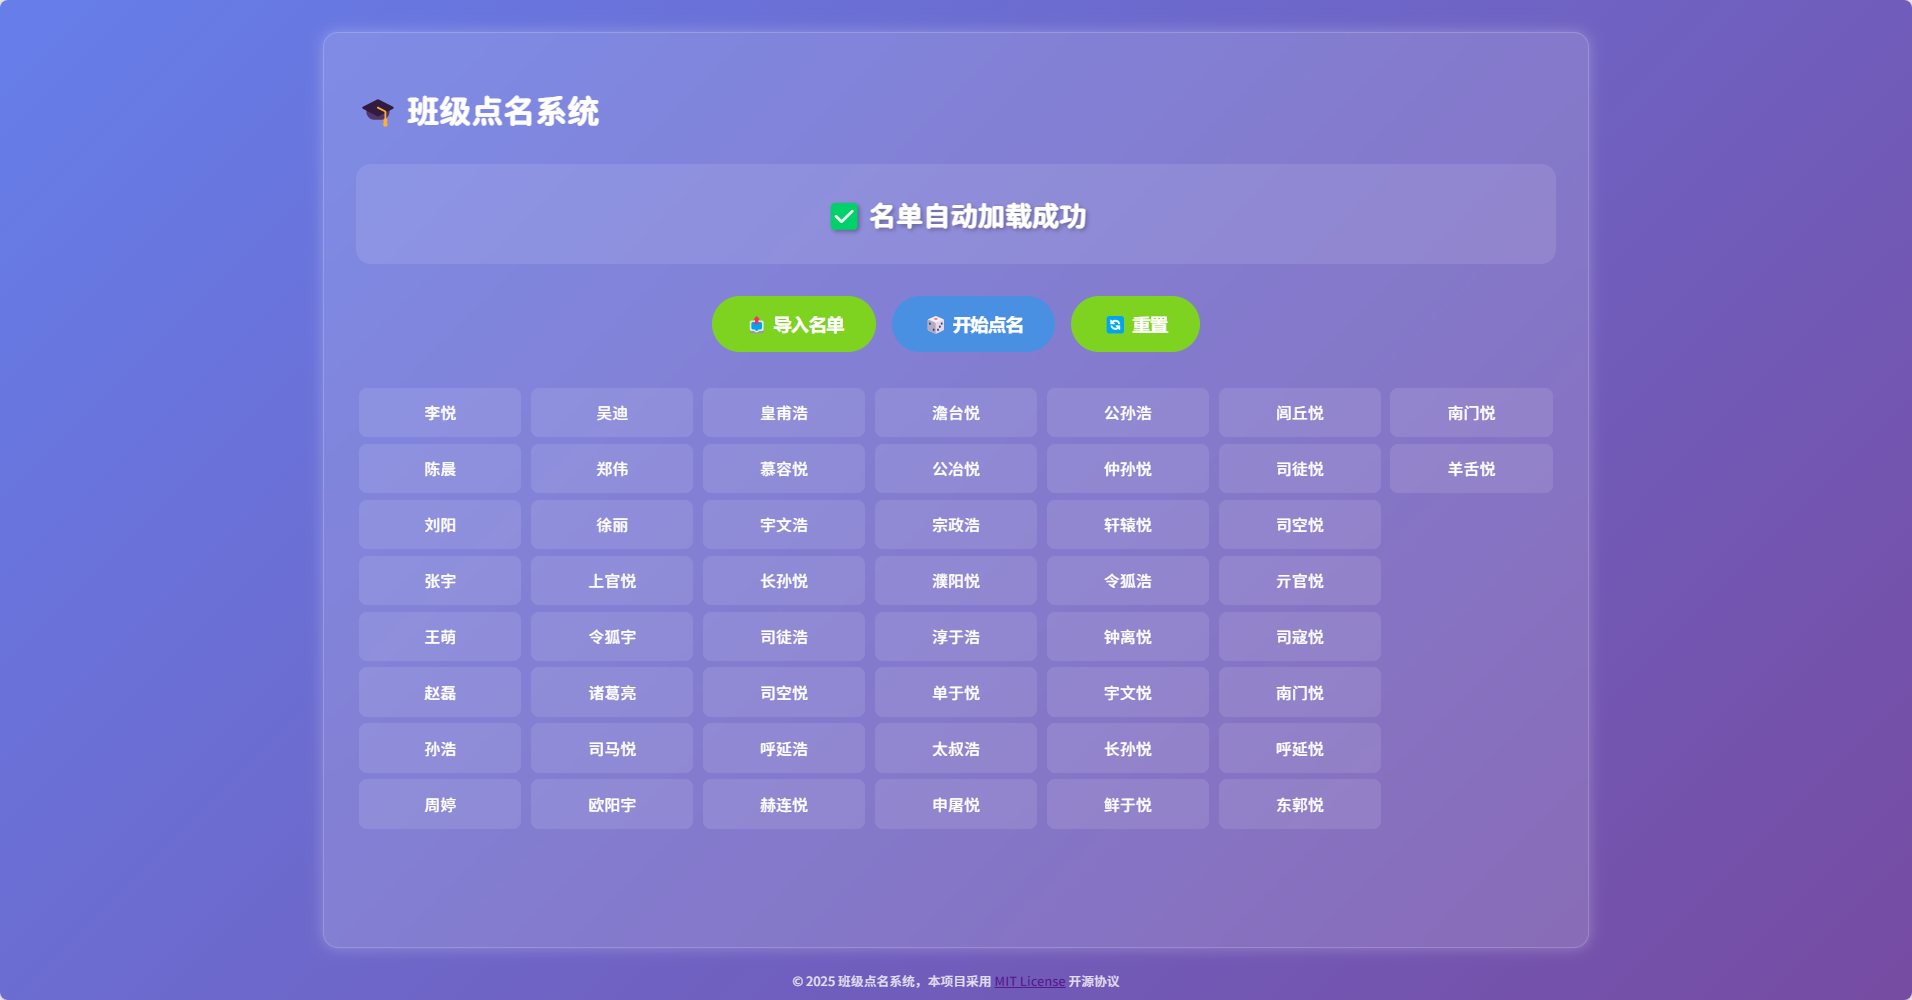 班级点名系统
名单自动加载成功
导入名单 开始点名 重置
李悦 吴迪 皇甫浩 澹台悦 公孙浩 闾丘悦 南门悦
陈晨 郑伟 慕容悦 公冶悦 仲孙悦 司徒悦 羊舌悦
刘阳 徐丽 宇文浩 宗政浩 轩辕悦 司空悦
张宇 上官悦 长孙悦 濮阳悦 令狐浩 亓官悦
王萌 令狐宇 司徒浩 淳于浩 钟离悦 司寇悦
赵磊 诸葛亮 司空悦 单于悦 宇文悦 南门悦
孙浩 司马悦 呼延浩 太叔浩 长孙悦 呼延悦
周婷 欧阳宇 赫连悦 申屠悦 鲜于悦 东郭悦
© 2025 班级点名系统，本项目采用 MIT License 开源协议